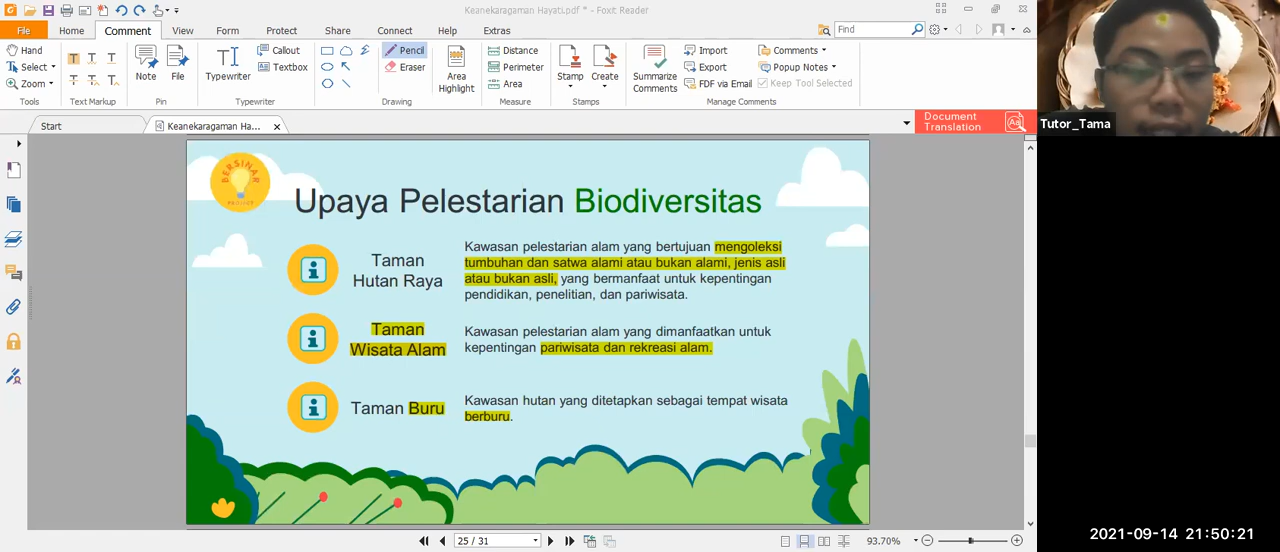 Keanekaragaman Hayati.pdf * - Foxit Reader
File Home Comment View Form Protect Share Connect Help Extras
Find
Hand
Select
Zoom
Tools
Text Markup
Note
File
Pin
Typewriter
Callout
Textbox
Typewriter
Pencil
Eraser
Drawing
Area
Highlight
Distance
Perimeter
Area
Measure
Stamp
Create
Stamps
Summarize
Comments
Import
Export
FDF via Email
Comments
Popup Notes
Keep Tool Selected
Manage Comments
Start
Keanekaragaman Ha...
Document
Translation
Tutor_Tama
BERSINAR
PROJECT
Upaya Pelestarian Biodiversitas
Taman
Hutan Raya
Kawasan pelestarian alam yang bertujuan mengoleksi
tumbuhan dan satwa alami atau bukan alami, jenis asli
atau bukan asli, yang bermanfaat untuk kepentingan
pendidikan, penelitian, dan pariwisata.
Taman
Wisata Alam
Kawasan pelestarian alam yang dimanfaatkan untuk
kepentingan pariwisata dan rekreasi alam.
Taman Buru
Kawasan hutan yang ditetapkan sebagai tempat wisata
berburu.
25 / 31
93.70%
2021-09-14 21:50:21